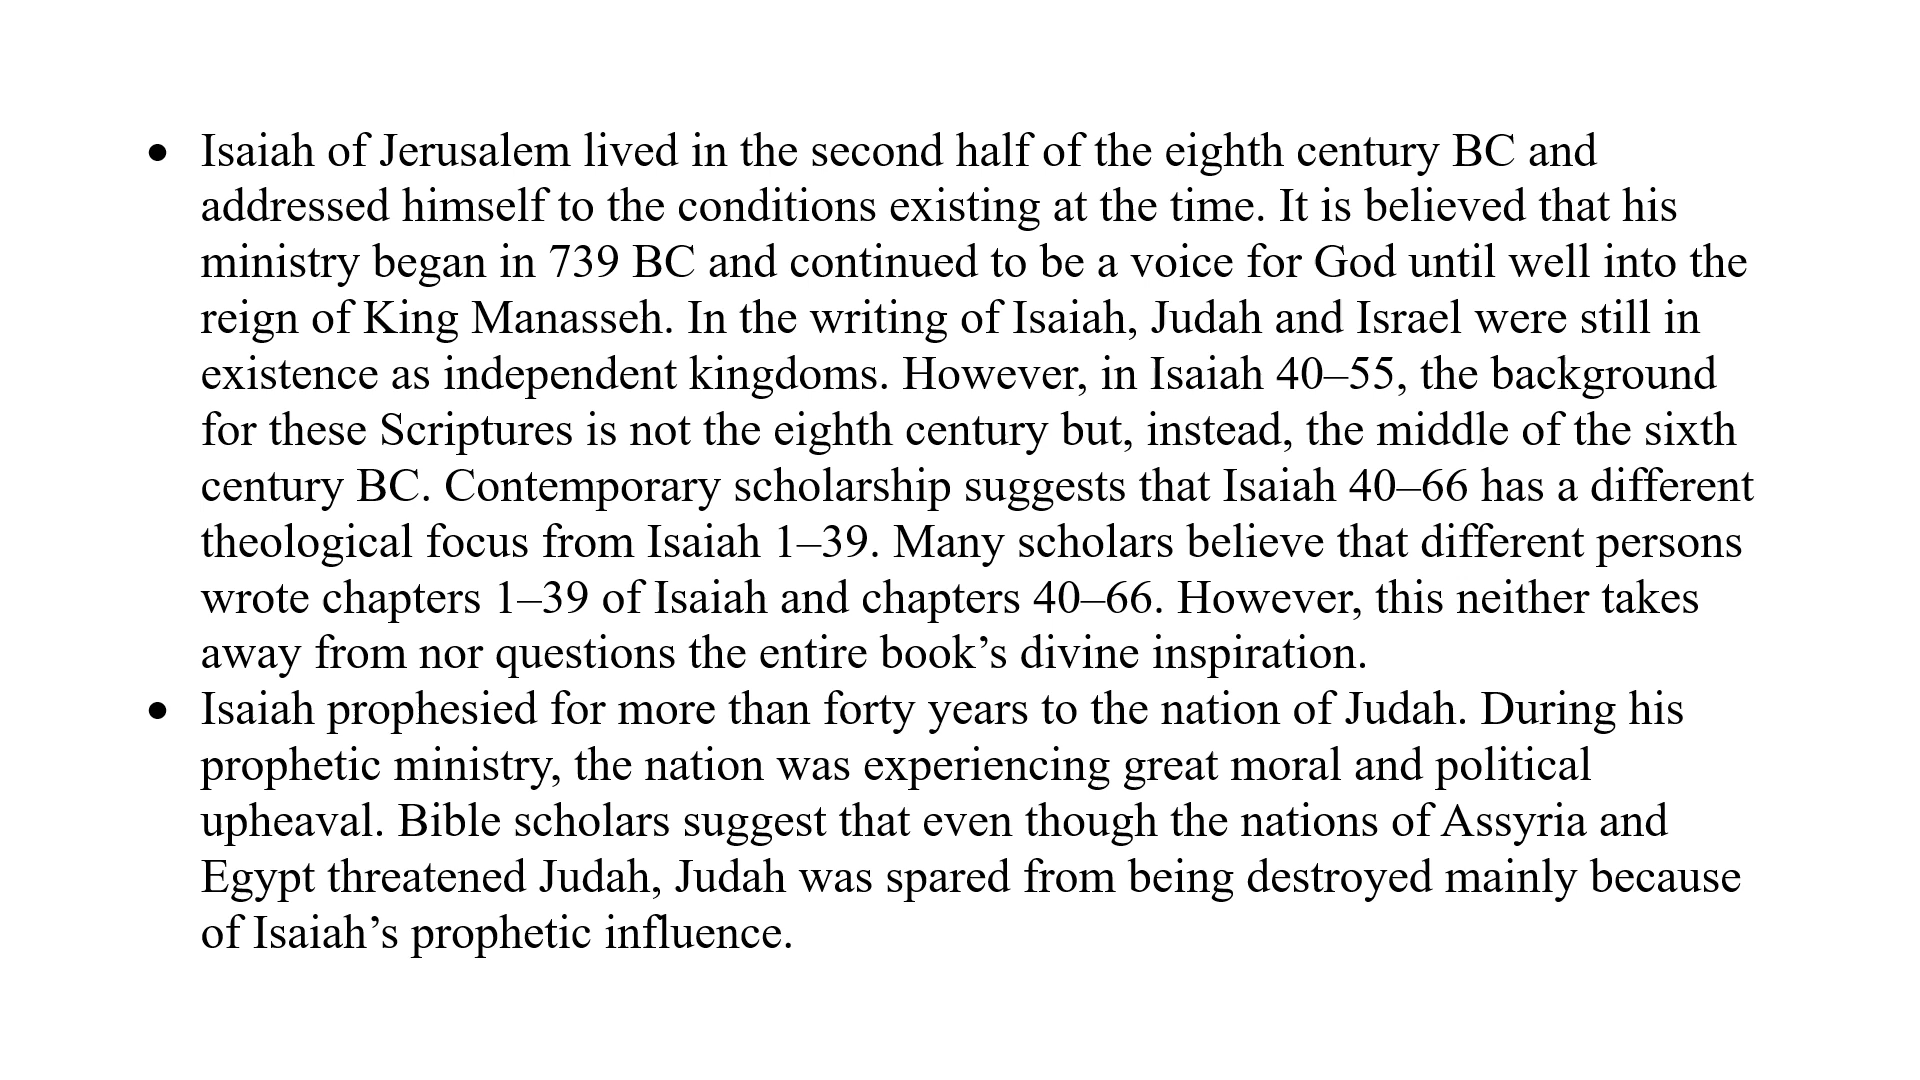 • Isaiah of Jerusalem lived in the second half of the eighth century BC and
addressed himself to the conditions existing at the time. It is believed that his
ministry began in 739 BC and continued to be a voice for God until well into the
reign of King Manasseh. In the writing of Isaiah, Judah and Israel were still in
existence as independent kingdoms. However, in Isaiah 40–55, the background
for these Scriptures is not the eighth century but, instead, the middle of the sixth
century BC. Contemporary scholarship suggests that Isaiah 40–66 has a different
theological focus from Isaiah 1–39. Many scholars believe that different persons
wrote chapters 1–39 of Isaiah and chapters 40–66. However, this neither takes
away from nor questions the entire book’s divine inspiration.
• Isaiah prophesied for more than forty years to the nation of Judah. During his
prophetic ministry, the nation was experiencing great moral and political
upheaval. Bible scholars suggest that even though the nations of Assyria and
Egypt threatened Judah, Judah was spared from being destroyed mainly because
of Isaiah’s prophetic influence.